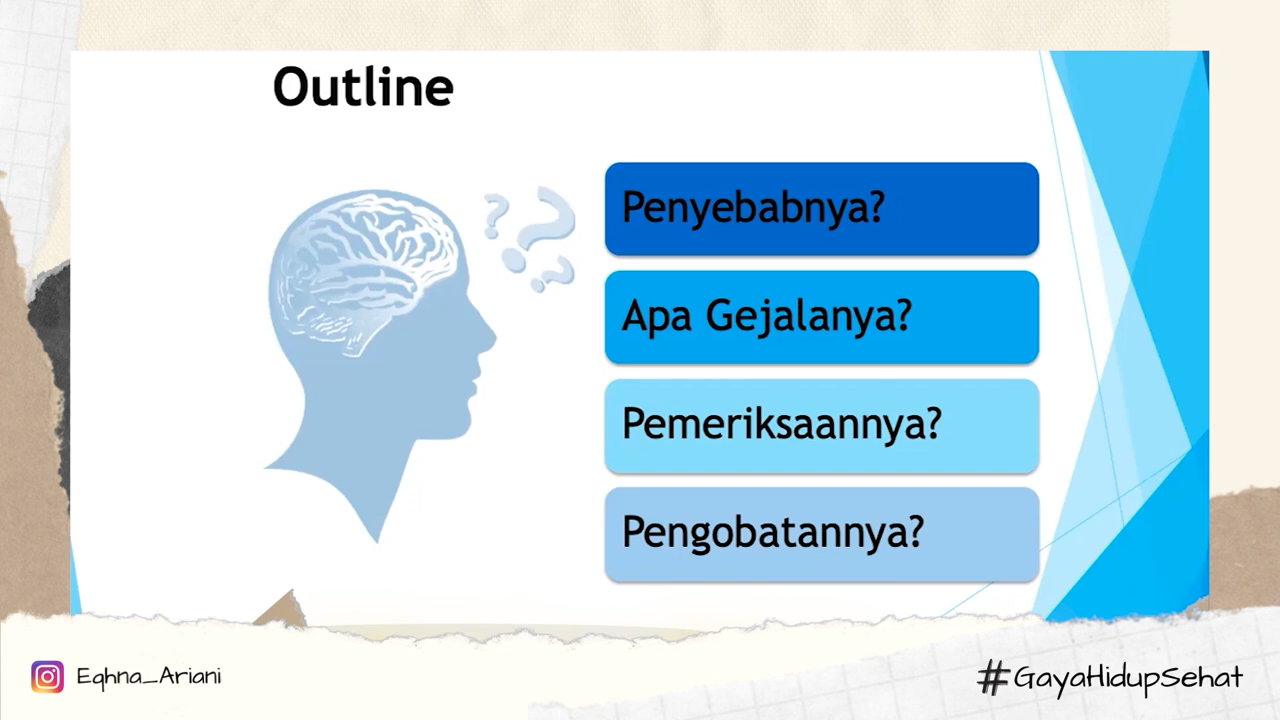 Outline
Penyebabnya?
Apa Gejalanya?
Pemeriksaannya?
Pengobatannya?
Eqhna_Ariani
#GayaHidupSehat